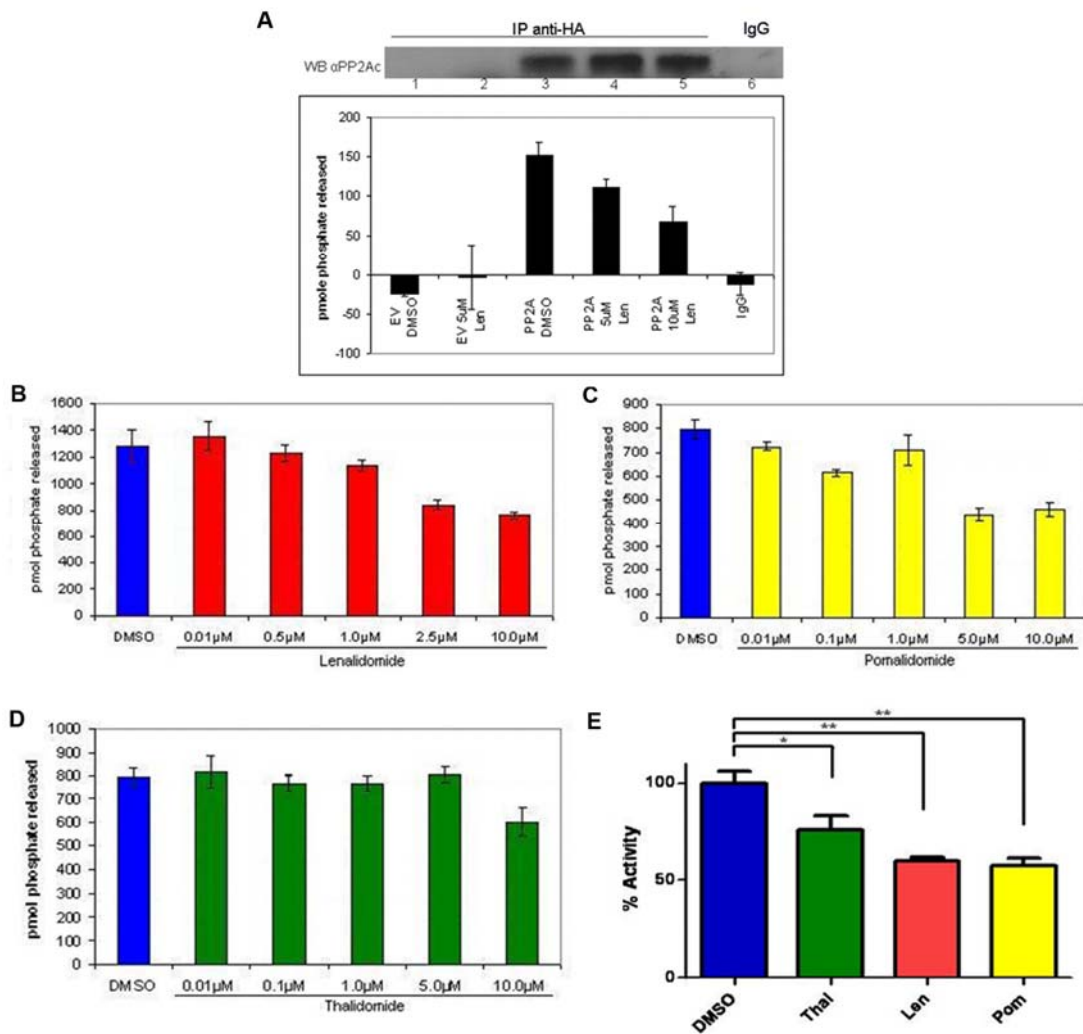 A
IP anti-HA
IgG
WB αPP2Ac
1 2 3 4 5 6
pmole phosphate released
200
150
100
50
0
-50
-100
EV DMSO
EV 5uM Len
PP2A DMSO
PP2A 5uM Len
PP2A 10uM Len
IgG
B
pmol phosphate released
1600
1400
1200
1000
800
600
400
200
0
DMSO 0.01µM 0.5µM 1.0µM 2.5µM 10.0µM
Lenalidomide
C
pmol phosphate released
900
800
700
600
500
400
300
200
100
0
DMSO 0.01µM 0.1µM 1.0µM 5.0µM 10.0µM
Pomalidomide
D
pmol phosphate released
1000
900
800
700
600
500
400
300
200
100
0
DMSO 0.01µM 0.1µM 1.0µM 5.0µM 10.0µM
Thalidomide
E
**
**
*
% Activity
100
50
0
DMSO Thal Len Pom